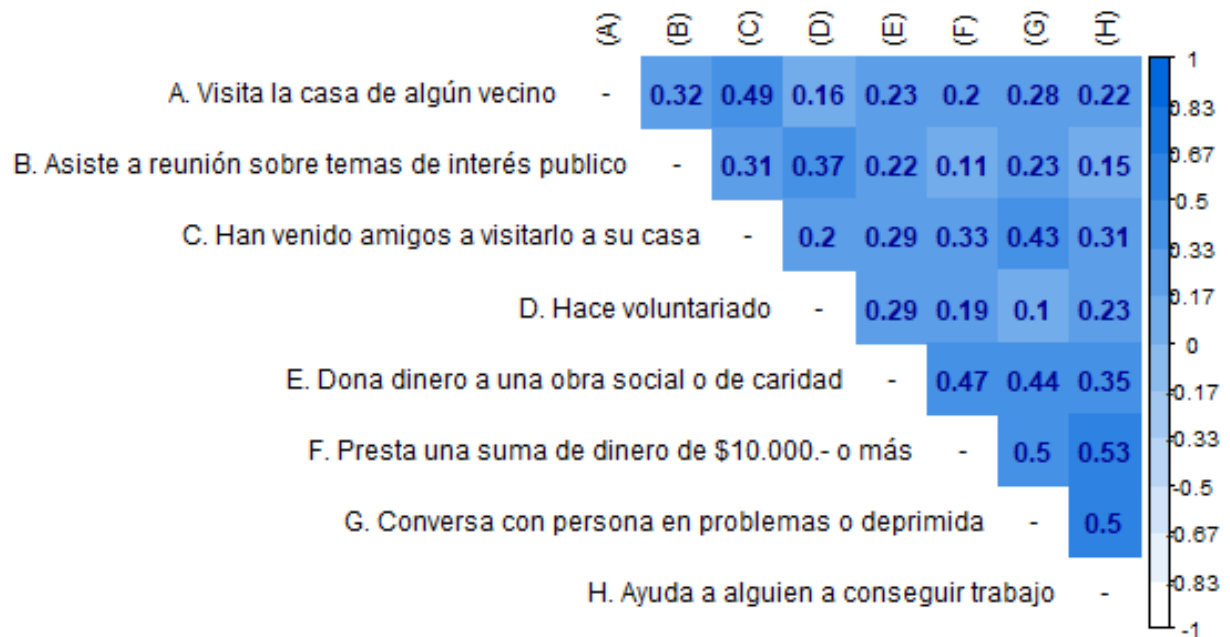 (A) (B) (C) (D) (E) (F) (G) (H)
A. Visita la casa de algún vecino - 0.32 0.49 0.16 0.23 0.2 0.28 0.22
B. Asiste a reunión sobre temas de interés publico - 0.31 0.37 0.22 0.11 0.23 0.15
C. Han venido amigos a visitarlo a su casa - 0.2 0.29 0.33 0.43 0.31
D. Hace voluntariado - 0.29 0.19 0.1 0.23
E. Dona dinero a una obra social o de caridad - 0.47 0.44 0.35
F. Presta una suma de dinero de $10.000.- o más - 0.5 0.53
G. Conversa con persona en problemas o deprimida - 0.5
H. Ayuda a alguien a conseguir trabajo -
1
0.83
0.67
0.5
0.33
0.17
0
-0.17
-0.33
-0.5
-0.67
-0.83
-1